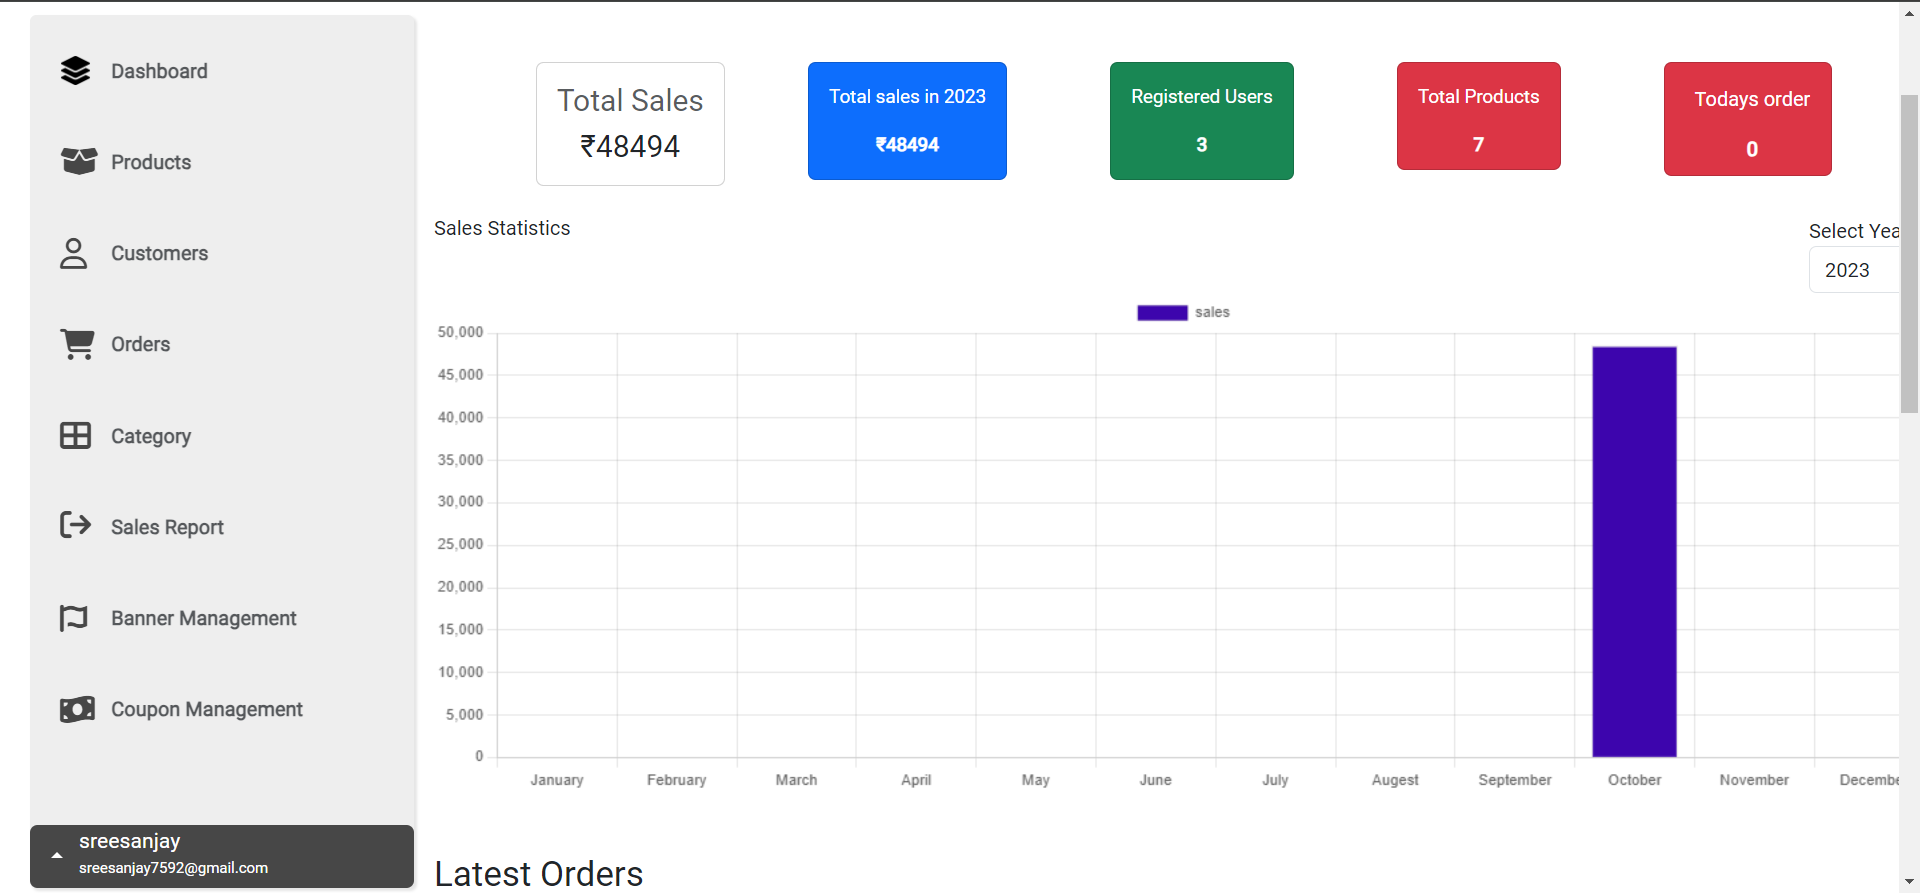 Dashboard
Products
Customers
Orders
Category
Sales Report
Banner Management
Coupon Management
sreesanjay
sreesanjay7592@gmail.com
Total Sales
₹48494
Total sales in 2023
₹48494
Registered Users
3
Total Products
7
Todays order
0
Sales Statistics
Select Yea
2023
sales
50,000
45,000
40,000
35,000
30,000
25,000
20,000
15,000
10,000
5,000
0
January February March April May June July Augest September October November Decembe
Latest Orders